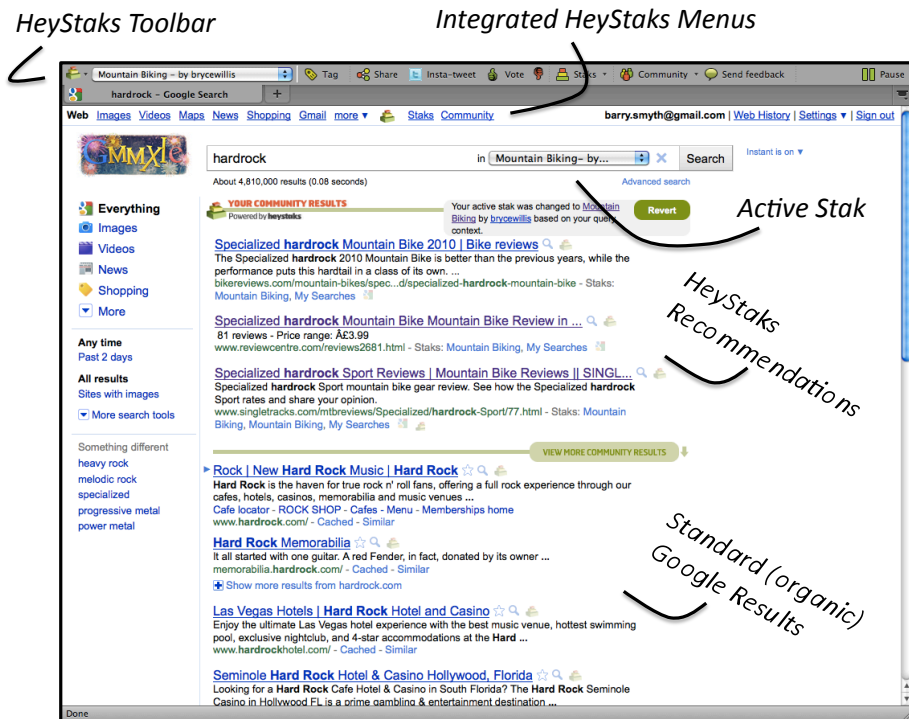 HeyStaks Toolbar
Integrated HeyStaks Menus
Mountain Biking - by brycewillis Tag Share Insta-tweet Vote Staks Community Send feedback Pause
hardrock - Google Search +
Web Images Videos Maps News Shopping Gmail more ▼ Staks Community barry.smyth@gmail.com | Web History | Settings ▼ | Sign out
GMMXI
hardrock in Mountain Biking- by... Search Instant is on ▼
About 4,810,000 results (0.08 seconds) Advanced search
YOUR COMMUNITY RESULTS
Powered by heystaks
Your active stak was changed to Mountain
Biking by brycewillis based on your query
context.
Revert
Active Stak
Everything
Images
Videos
News
Shopping
More
Any time
Past 2 days
All results
Sites with images
More search tools
Something different
heavy rock
melodic rock
specialized
progressive metal
power metal
Specialized hardrock Mountain Bike 2010 | Bike reviews
The Specialized hardrock 2010 Mountain Bike is better than the previous years, while the
performance puts this hardtail in a class of its own. ...
bikereviews.com/mountain-bikes/spec...d/specialized-hardrock-mountain-bike - Staks:
Mountain Biking, My Searches
HeyStaks
Recommendations
Specialized hardrock Mountain Bike Mountain Bike Review in ...
81 reviews - Price range: Â£3.99
www.reviewcentre.com/reviews2681.html - Staks: Mountain Biking, My Searches
Specialized hardrock Sport Reviews | Mountain Bike Reviews || SINGL...
Specialized hardrock Sport mountain bike gear review. See how the Specialized hardrock
Sport rates and share your opinion.
www.singletracks.com/mtbreviews/Specialized/hardrock-Sport/77.html - Staks: Mountain
Biking, Mountain Biking, My Searches
VIEW MORE COMMUNITY RESULTS
Rock | New Hard Rock Music | Hard Rock
Hard Rock is the haven for true rock n' roll fans, offering a full rock experience through our
cafes, hotels, casinos, memorabilia and music venues ...
Cafe locator - ROCK SHOP - Cafes - Menu - Memberships home
www.hardrock.com/ - Cached - Similar
Hard Rock Memorabilia
It all started with one guitar. A red Fender, in fact, donated by its owner ...
memorabilia.hardrock.com/ - Cached - Similar
Show more results from hardrock.com
Standard (organic)
Google Results
Las Vegas Hotels | Hard Rock Hotel and Casino
Enjoy the ultimate Las Vegas hotel experience with the best music venue, hottest swimming
pool, exclusive nightclub, and 4-star accommodations at the Hard ...
www.hardrockhotel.com/ - Cached - Similar
Seminole Hard Rock Hotel & Casino Hollywood, Florida
Looking for a Hard Rock Cafe Hotel & Casino in South Florida? The Hard Rock Seminole
Casino in Hollywood FL is a prime gambling & entertainment destination ...
Done